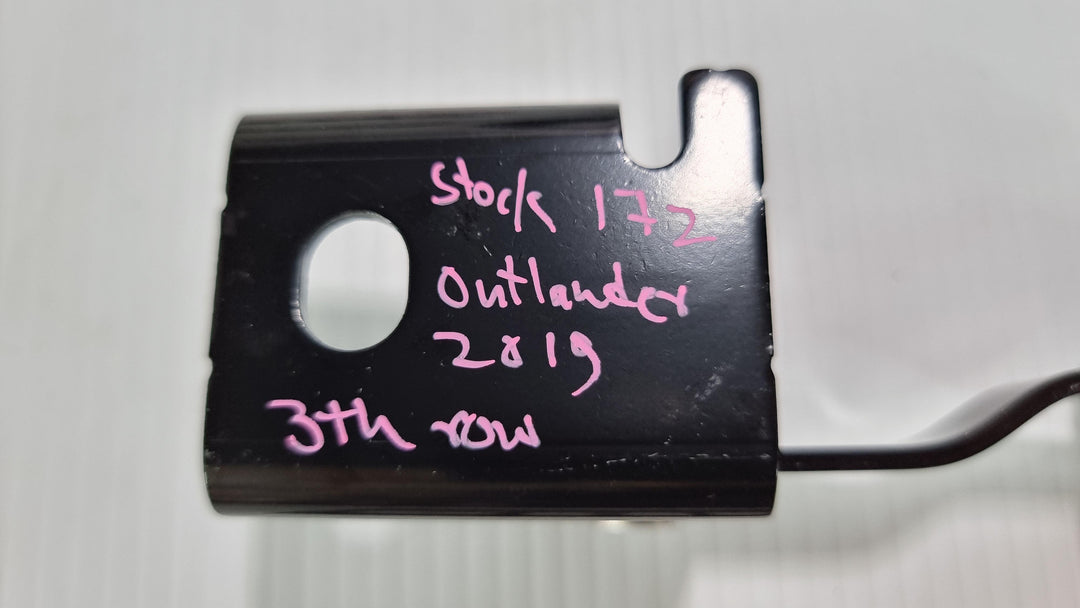 Stock 172
Outlander
2019
3th row